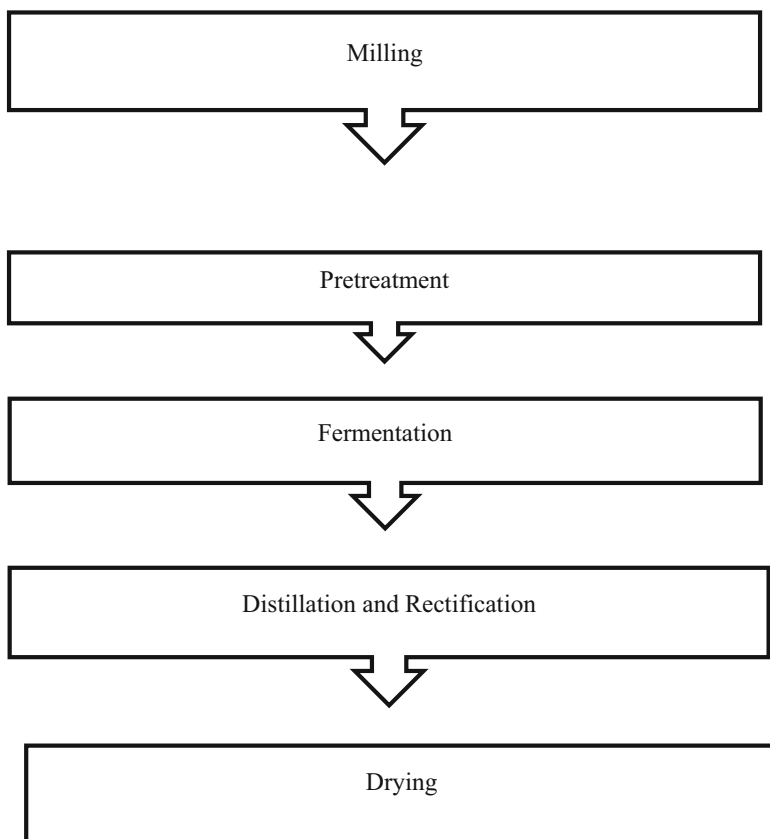 Milling
Pretreatment
Fermentation
Distillation and Rectification
Drying